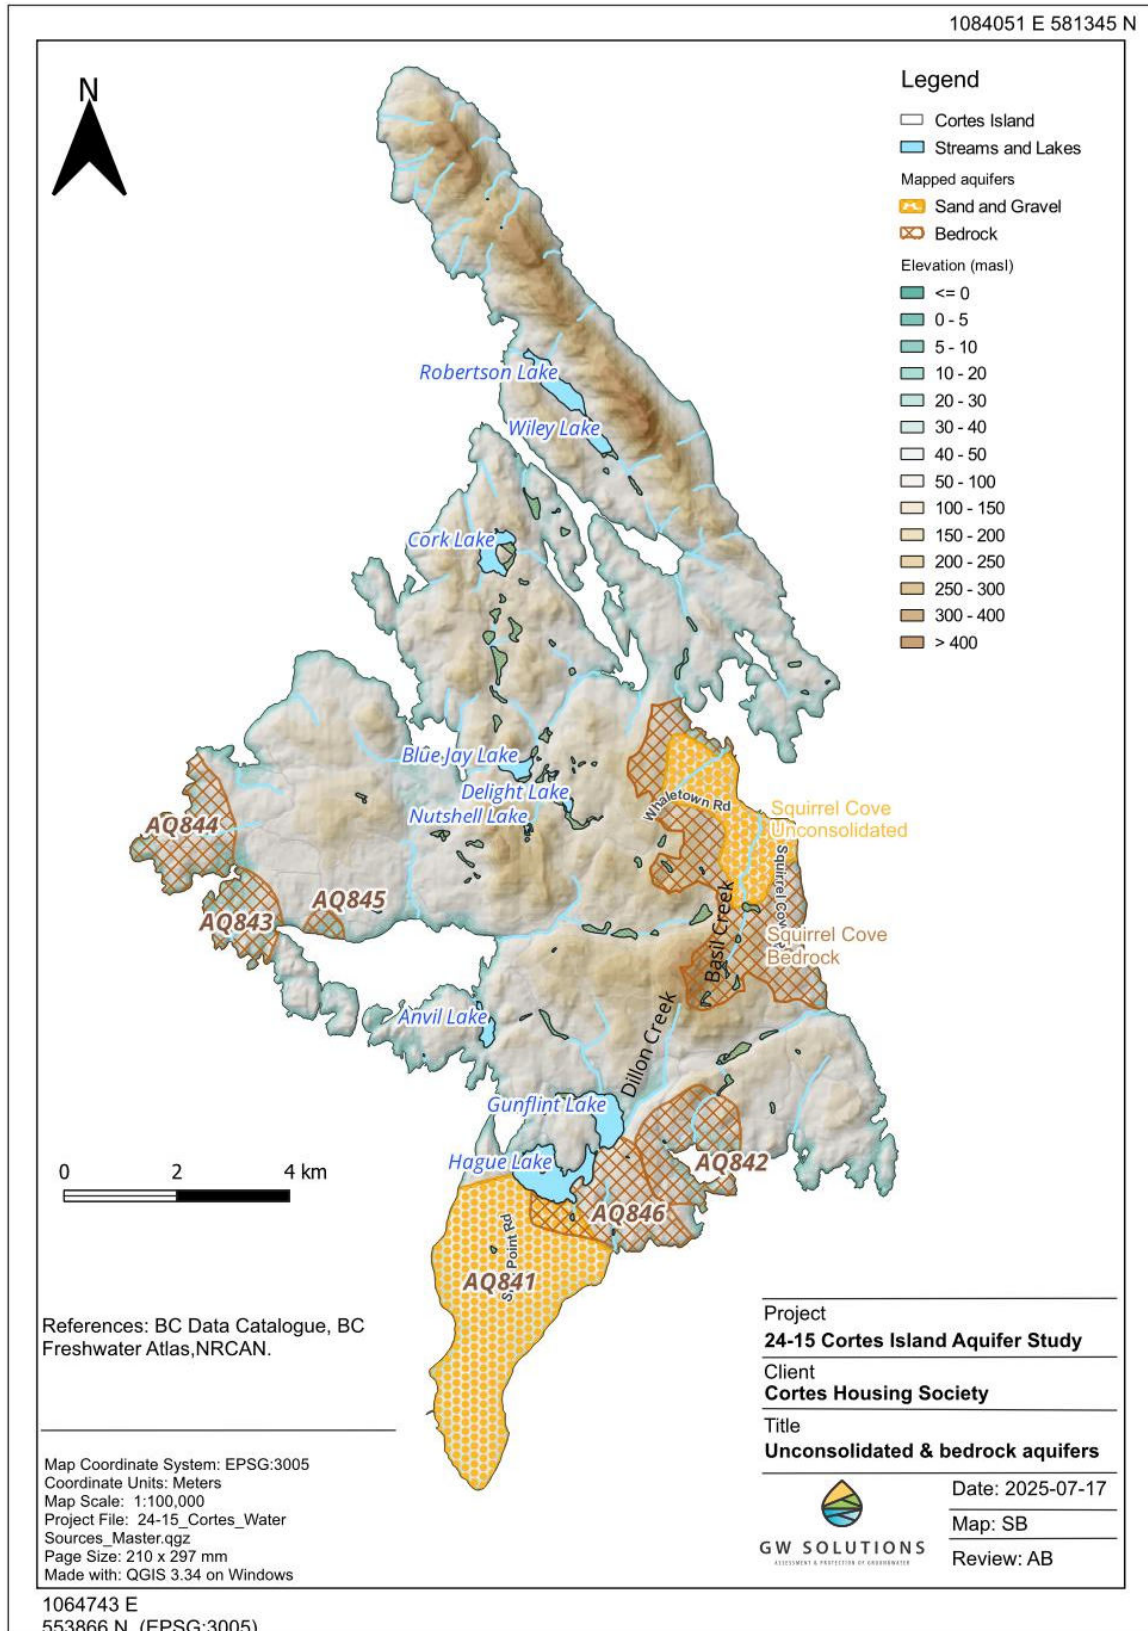 1084051 E 581345 N
N
Legend
Cortes Island
Streams and Lakes
Mapped aquifers
Sand and Gravel
Bedrock
Elevation (masl)
<= 0
0 - 5
5 - 10
10 - 20
20 - 30
30 - 40
40 - 50
50 - 100
100 - 150
150 - 200
200 - 250
250 - 300
300 - 400
> 400
Robertson Lake
Wiley Lake
Cork Lake
Blue Jay Lake
Delight Lake
Nutshell Lake
Whaletown Rd
Squirrel Cove
Unconsolidated
AQ844
AQ843
AQ845
Squirrel
Basil Creek
Squirrel Cove
Bedrock
Anvil Lake
Dillon Creek
Gunflint Lake
Hague Lake
AQ842
AQ846
Point Rd
AQ841
0 2 4 km
References: BC Data Catalogue, BC
Freshwater Atlas,NRCAN.
Map Coordinate System: EPSG:3005
Coordinate Units: Meters
Map Scale: 1:100,000
Project File: 24-15_Cortes_Water
Sources_Master.qgz
Page Size: 210 x 297 mm
Made with: QGIS 3.34 on Windows
Project
24-15 Cortes Island Aquifer Study
Client
Cortes Housing Society
Title
Unconsolidated & bedrock aquifers
GW SOLUTIONS
ASSESSMENT & PROTECTION OF GROUNDWATER
Date: 2025-07-17
Map: SB
Review: AB
1064743 E
553866 N (EPSG:3005)